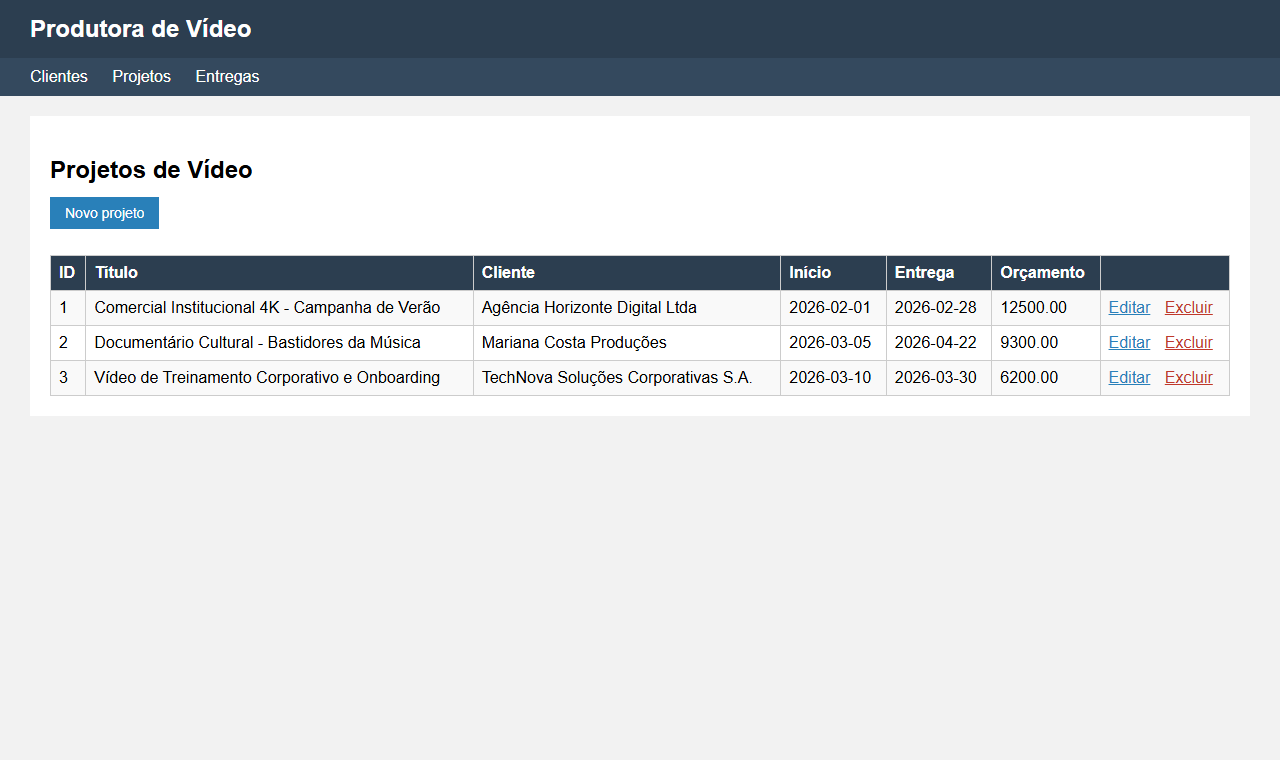 Produtora de Vídeo
Clientes Projetos Entregas
Projetos de Vídeo
Novo projeto
ID Título Cliente Início Entrega Orçamento
1 Comercial Institucional 4K - Campanha de Verão Agência Horizonte Digital Ltda 2026-02-01 2026-02-28 12500.00 Editar Excluir
2 Documentário Cultural - Bastidores da Música Mariana Costa Produções 2026-03-05 2026-04-22 9300.00 Editar Excluir
3 Vídeo de Treinamento Corporativo e Onboarding TechNova Soluções Corporativas S.A. 2026-03-10 2026-03-30 6200.00 Editar Excluir